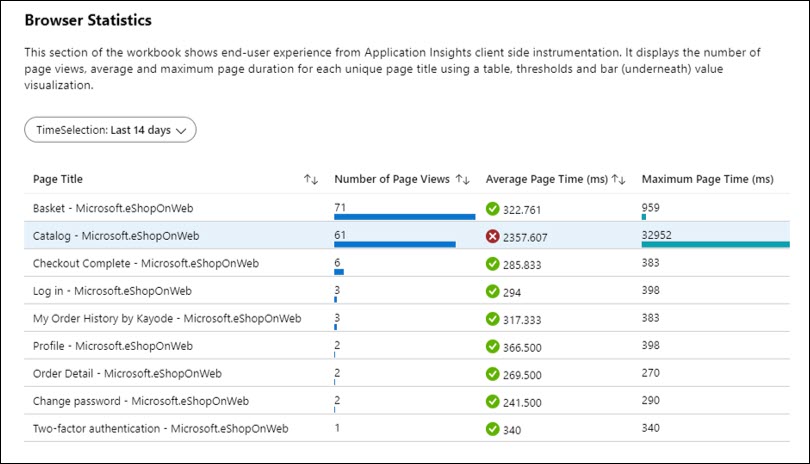 Browser Statistics
This section of the workbook shows end-user experience from Application Insights client side instrumentation. It displays the number of
page views, average and maximum page duration for each unique page title using a table, thresholds and bar (underneath) value
visualization.
TimeSelection: Last 14 days
Page Title Number of Page Views Average Page Time (ms) Maximum Page Time (ms)
Basket - Microsoft.eShopOnWeb 71 322.761 959
Catalog - Microsoft.eShopOnWeb 61 2357.607 32952
Checkout Complete - Microsoft.eShopOnWeb 6 285.833 383
Log in - Microsoft.eShopOnWeb 3 294 398
My Order History by Kayode - Microsoft.eShopOnWeb 3 317.333 383
Profile - Microsoft.eShopOnWeb 2 366.500 398
Order Detail - Microsoft.eShopOnWeb 2 269.500 270
Change password - Microsoft.eShopOnWeb 2 241.500 290
Two-factor authentication - Microsoft.eShopOnWeb 1 340 340